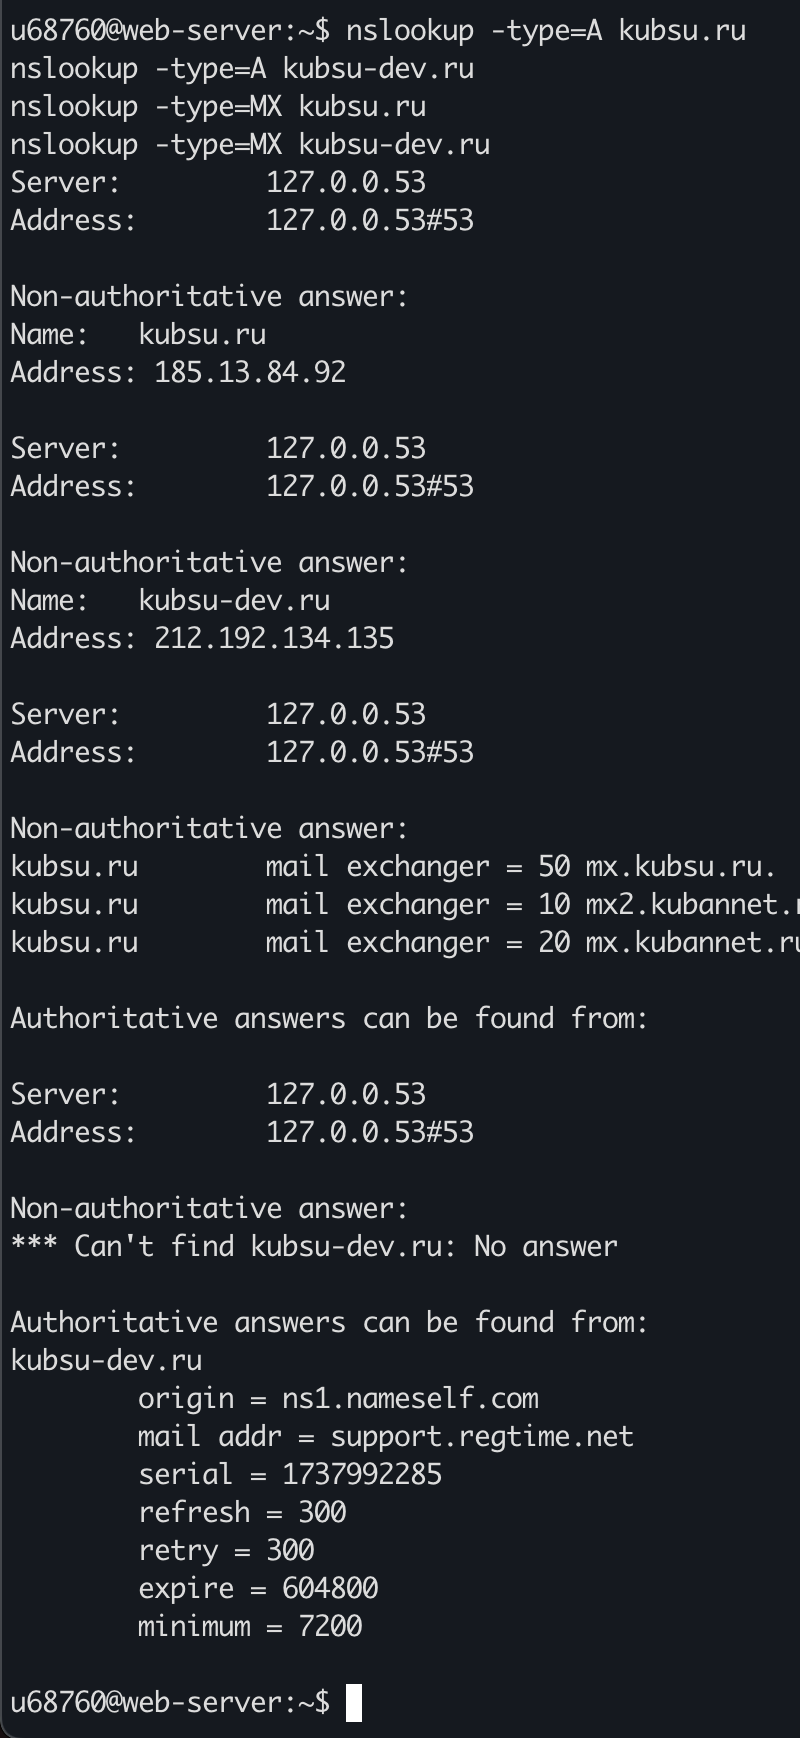 u68760@web-server:~$ nslookup -type=A kubsu.ru
nslookup -type=A kubsu-dev.ru
nslookup -type=MX kubsu.ru
nslookup -type=MX kubsu-dev.ru
Server:         127.0.0.53
Address:        127.0.0.53#53

Non-authoritative answer:
Name:   kubsu.ru
Address: 185.13.84.92

Server:         127.0.0.53
Address:        127.0.0.53#53

Non-authoritative answer:
Name:   kubsu-dev.ru
Address: 212.192.134.135

Server:         127.0.0.53
Address:        127.0.0.53#53

Non-authoritative answer:
kubsu.ru        mail exchanger = 50 mx.kubsu.ru.
kubsu.ru        mail exchanger = 10 mx2.kubannet.r
kubsu.ru        mail exchanger = 20 mx.kubannet.ru

Authoritative answers can be found from:

Server:         127.0.0.53
Address:        127.0.0.53#53

Non-authoritative answer:
*** Can't find kubsu-dev.ru: No answer

Authoritative answers can be found from:
kubsu-dev.ru
        origin = ns1.nameself.com
        mail addr = support.regtime.net
        serial = 1737992285
        refresh = 300
        retry = 300
        expire = 604800
        minimum = 7200

u68760@web-server:~$